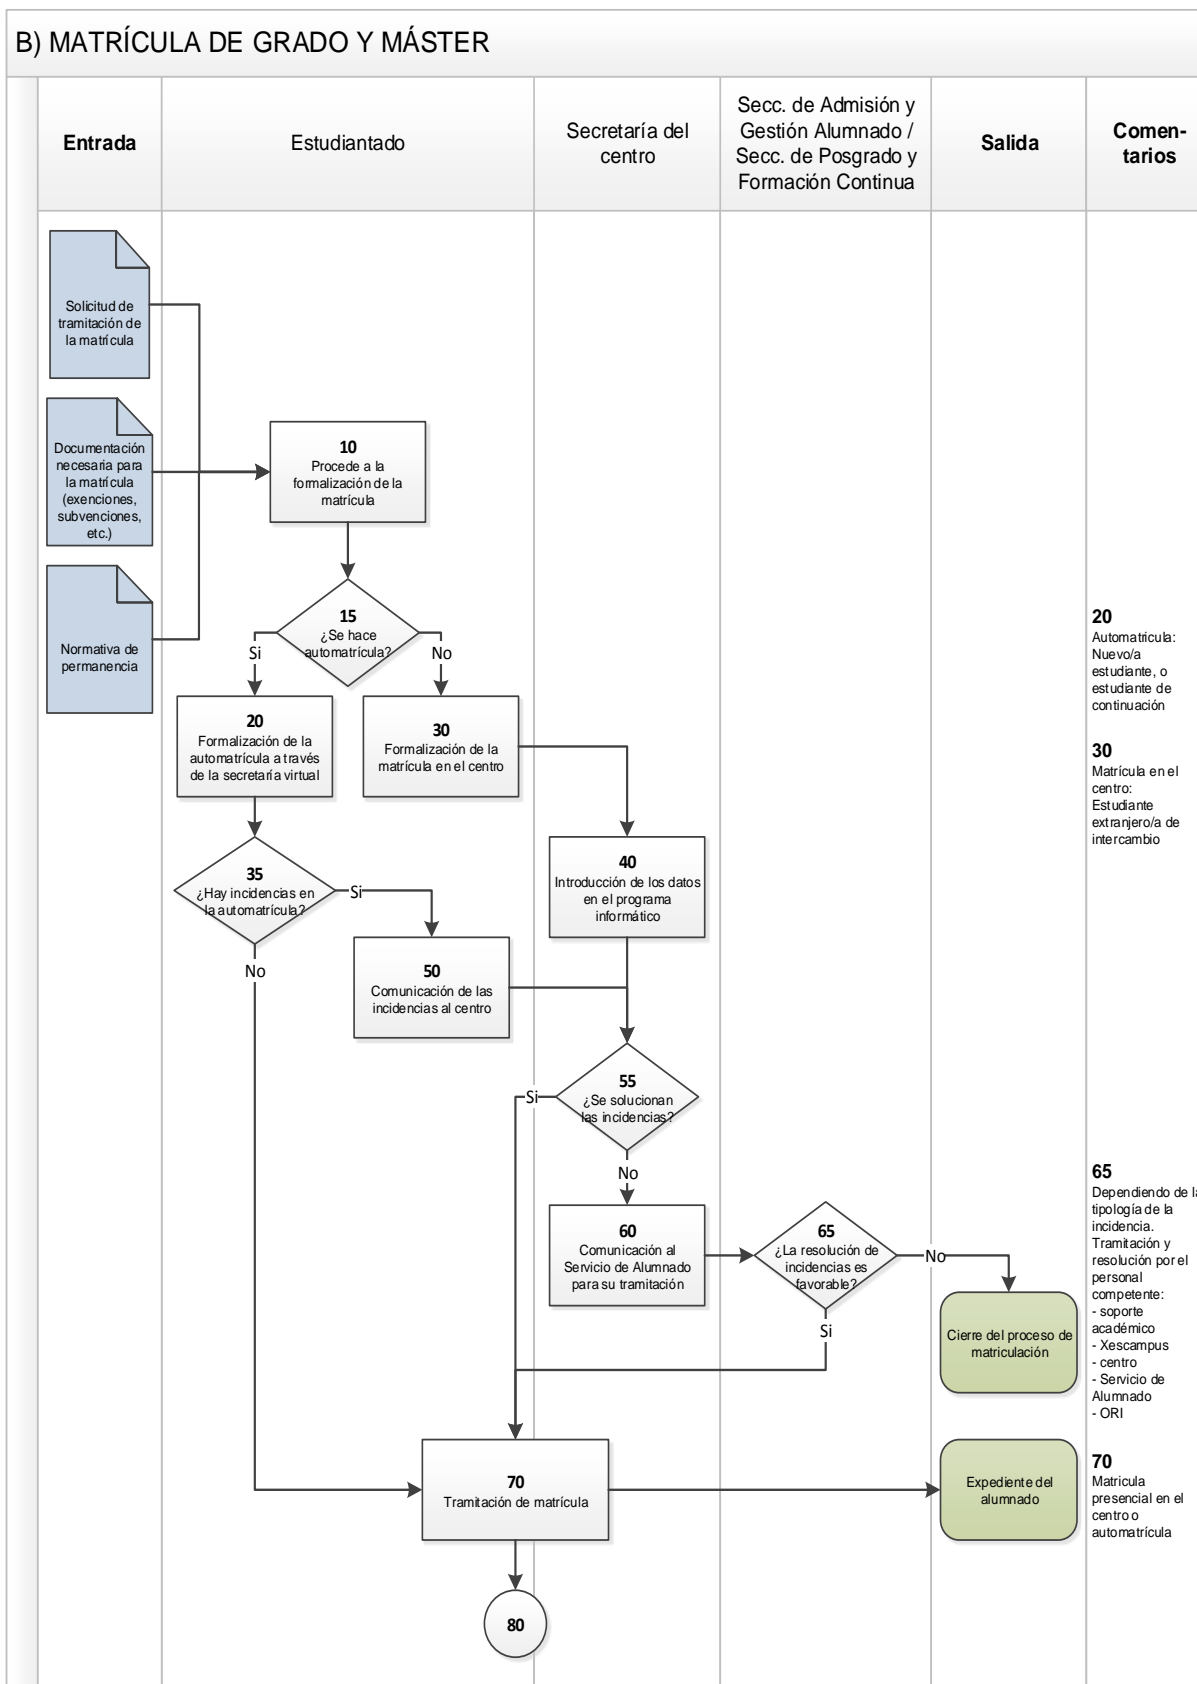 B) MATRÍCULA DE GRADO Y MÁSTER
Entrada
Estudiantado
Secretaría del
centro
Secc. de Admisión y
Gestión Alumnado /
Secc. de Posgrado y
Formación Continua
Salida
Comen-
tarios
Solicitud de
tramitación de
la matrícula
Documentación
necesaria para
la matrícula
(exenciones,
subvenciones,
etc.)
Normativa de
permanencia
10
Procede a la
formalización de la
matrícula
15
¿Se hace
automatrícula?
Si
No
20
Formalización de la
automatrícula a través
de la secretaría virtual
30
Formalización de la
matrícula en el centro
35
¿Hay incidencias en
la automatrícula?
Si
No
40
Introducción de los datos
en el programa
informático
50
Comunicación de las
incidencias al centro
55
¿Se solucionan
las incidencias?
Si
No
60
Comunicación al
Servicio de Alumnado
para su tramitación
65
¿La resolución de
incidencias es
favorable?
No
Si
Cierre del proceso de
matriculación
70
Tramitación de matrícula
Expediente del
alumnado
80
20
Automatricula:
Nuevo/a
estudiante, o
estudiante de
continuación
30
Matrícula en el
centro:
Estudiante
extranjero/a de
intercambio
65
Dependiendo de
tipología de la
incidencia.
Tramitación y
resolución por el
personal
competente:
- soporte
académico
- Xescampus
- centro
- Servicio de
Alumnado
- ORI
70
Matricula
presencial en el
centro o
automatrícula